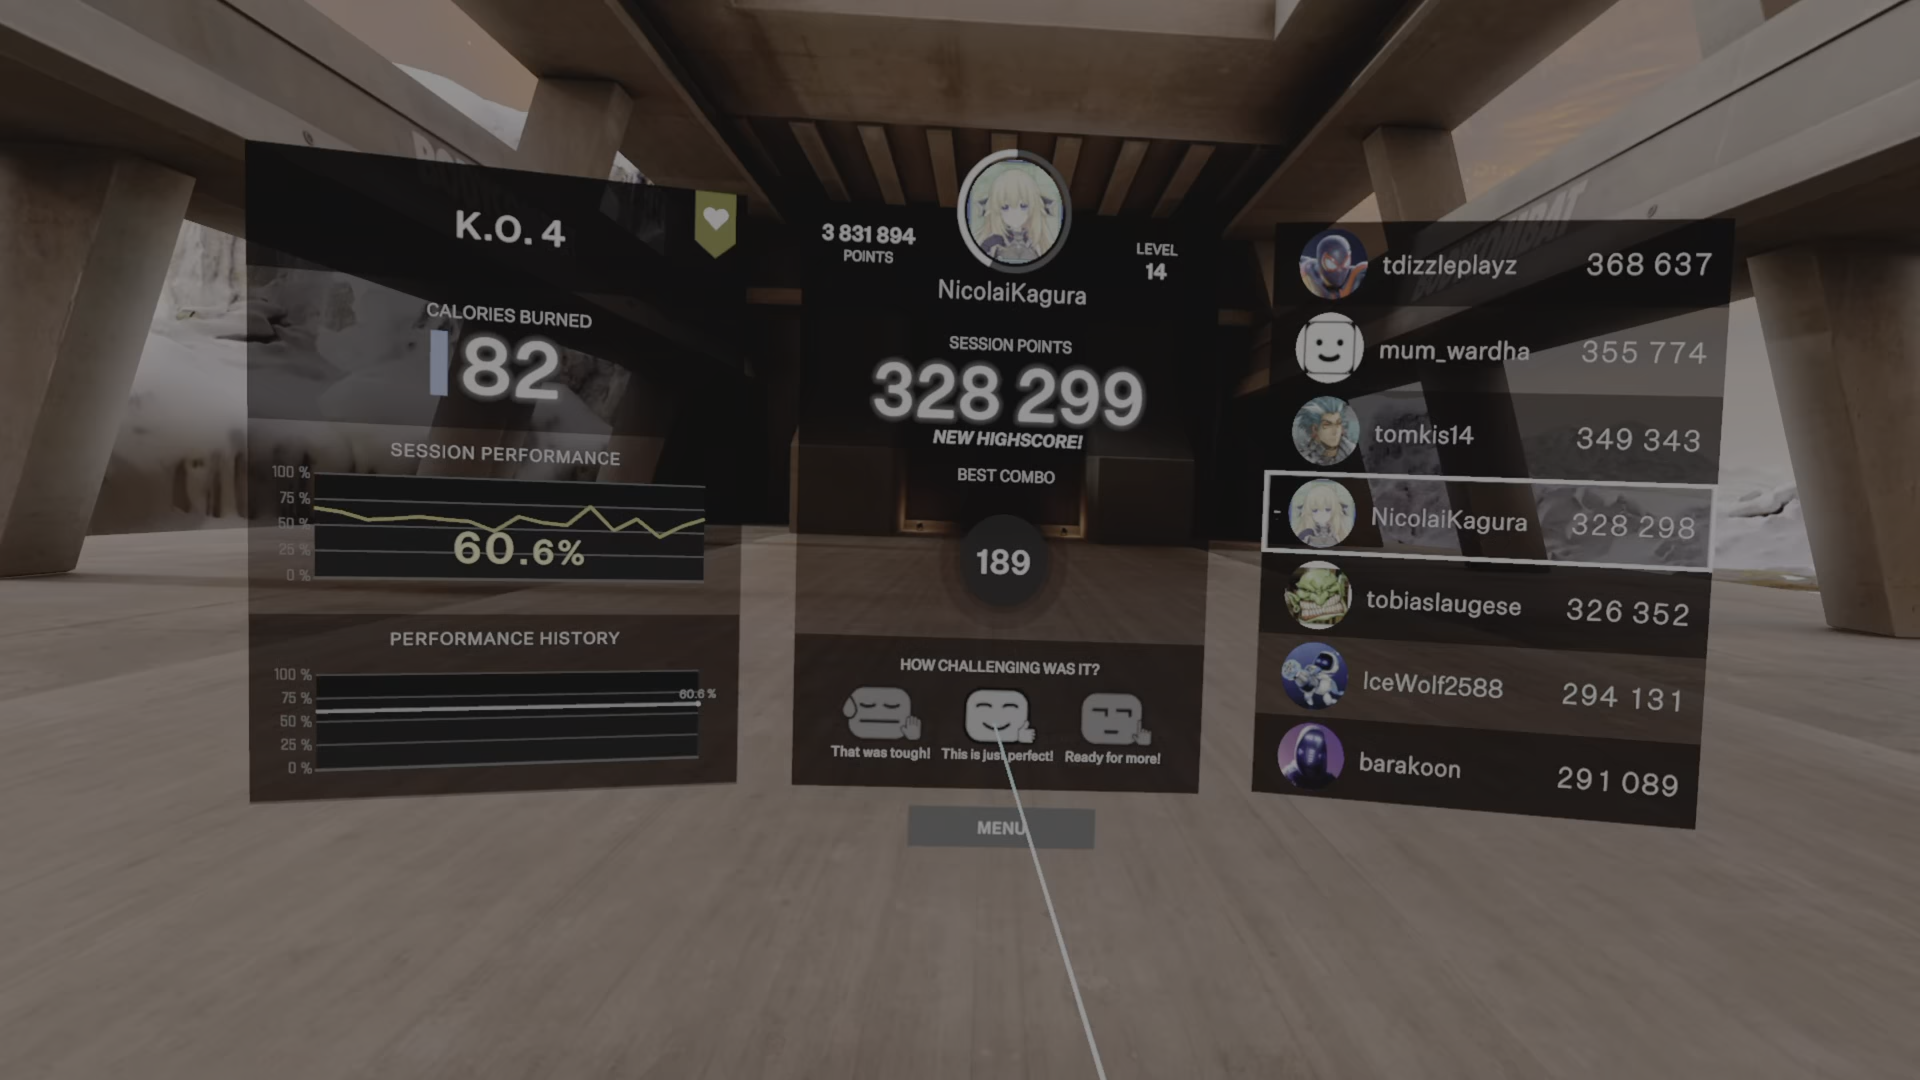 K.O. 4
CALORIES BURNED
82
SESSION PERFORMANCE
100 %
75 %
50 %
25 %
0 %
60.6%
PERFORMANCE HISTORY
100 %
75 %
50 %
25 %
0 %
60.6 %
3 831 894
POINTS
LEVEL
14
NicolaiKagura
SESSION POINTS
328 299
NEW HIGHSCORE!
BEST COMBO
189
HOW CHALLENGING WAS IT?
That was tough!
This is just perfect!
Ready for more!
MENU
tdizzleplayz 368 637
mum_wardha 355 774
tomkis14 349 343
- NicolaiKagura 328 298
tobiaslaugese 326 352
IceWolf2588 294 131
barakoon 291 089